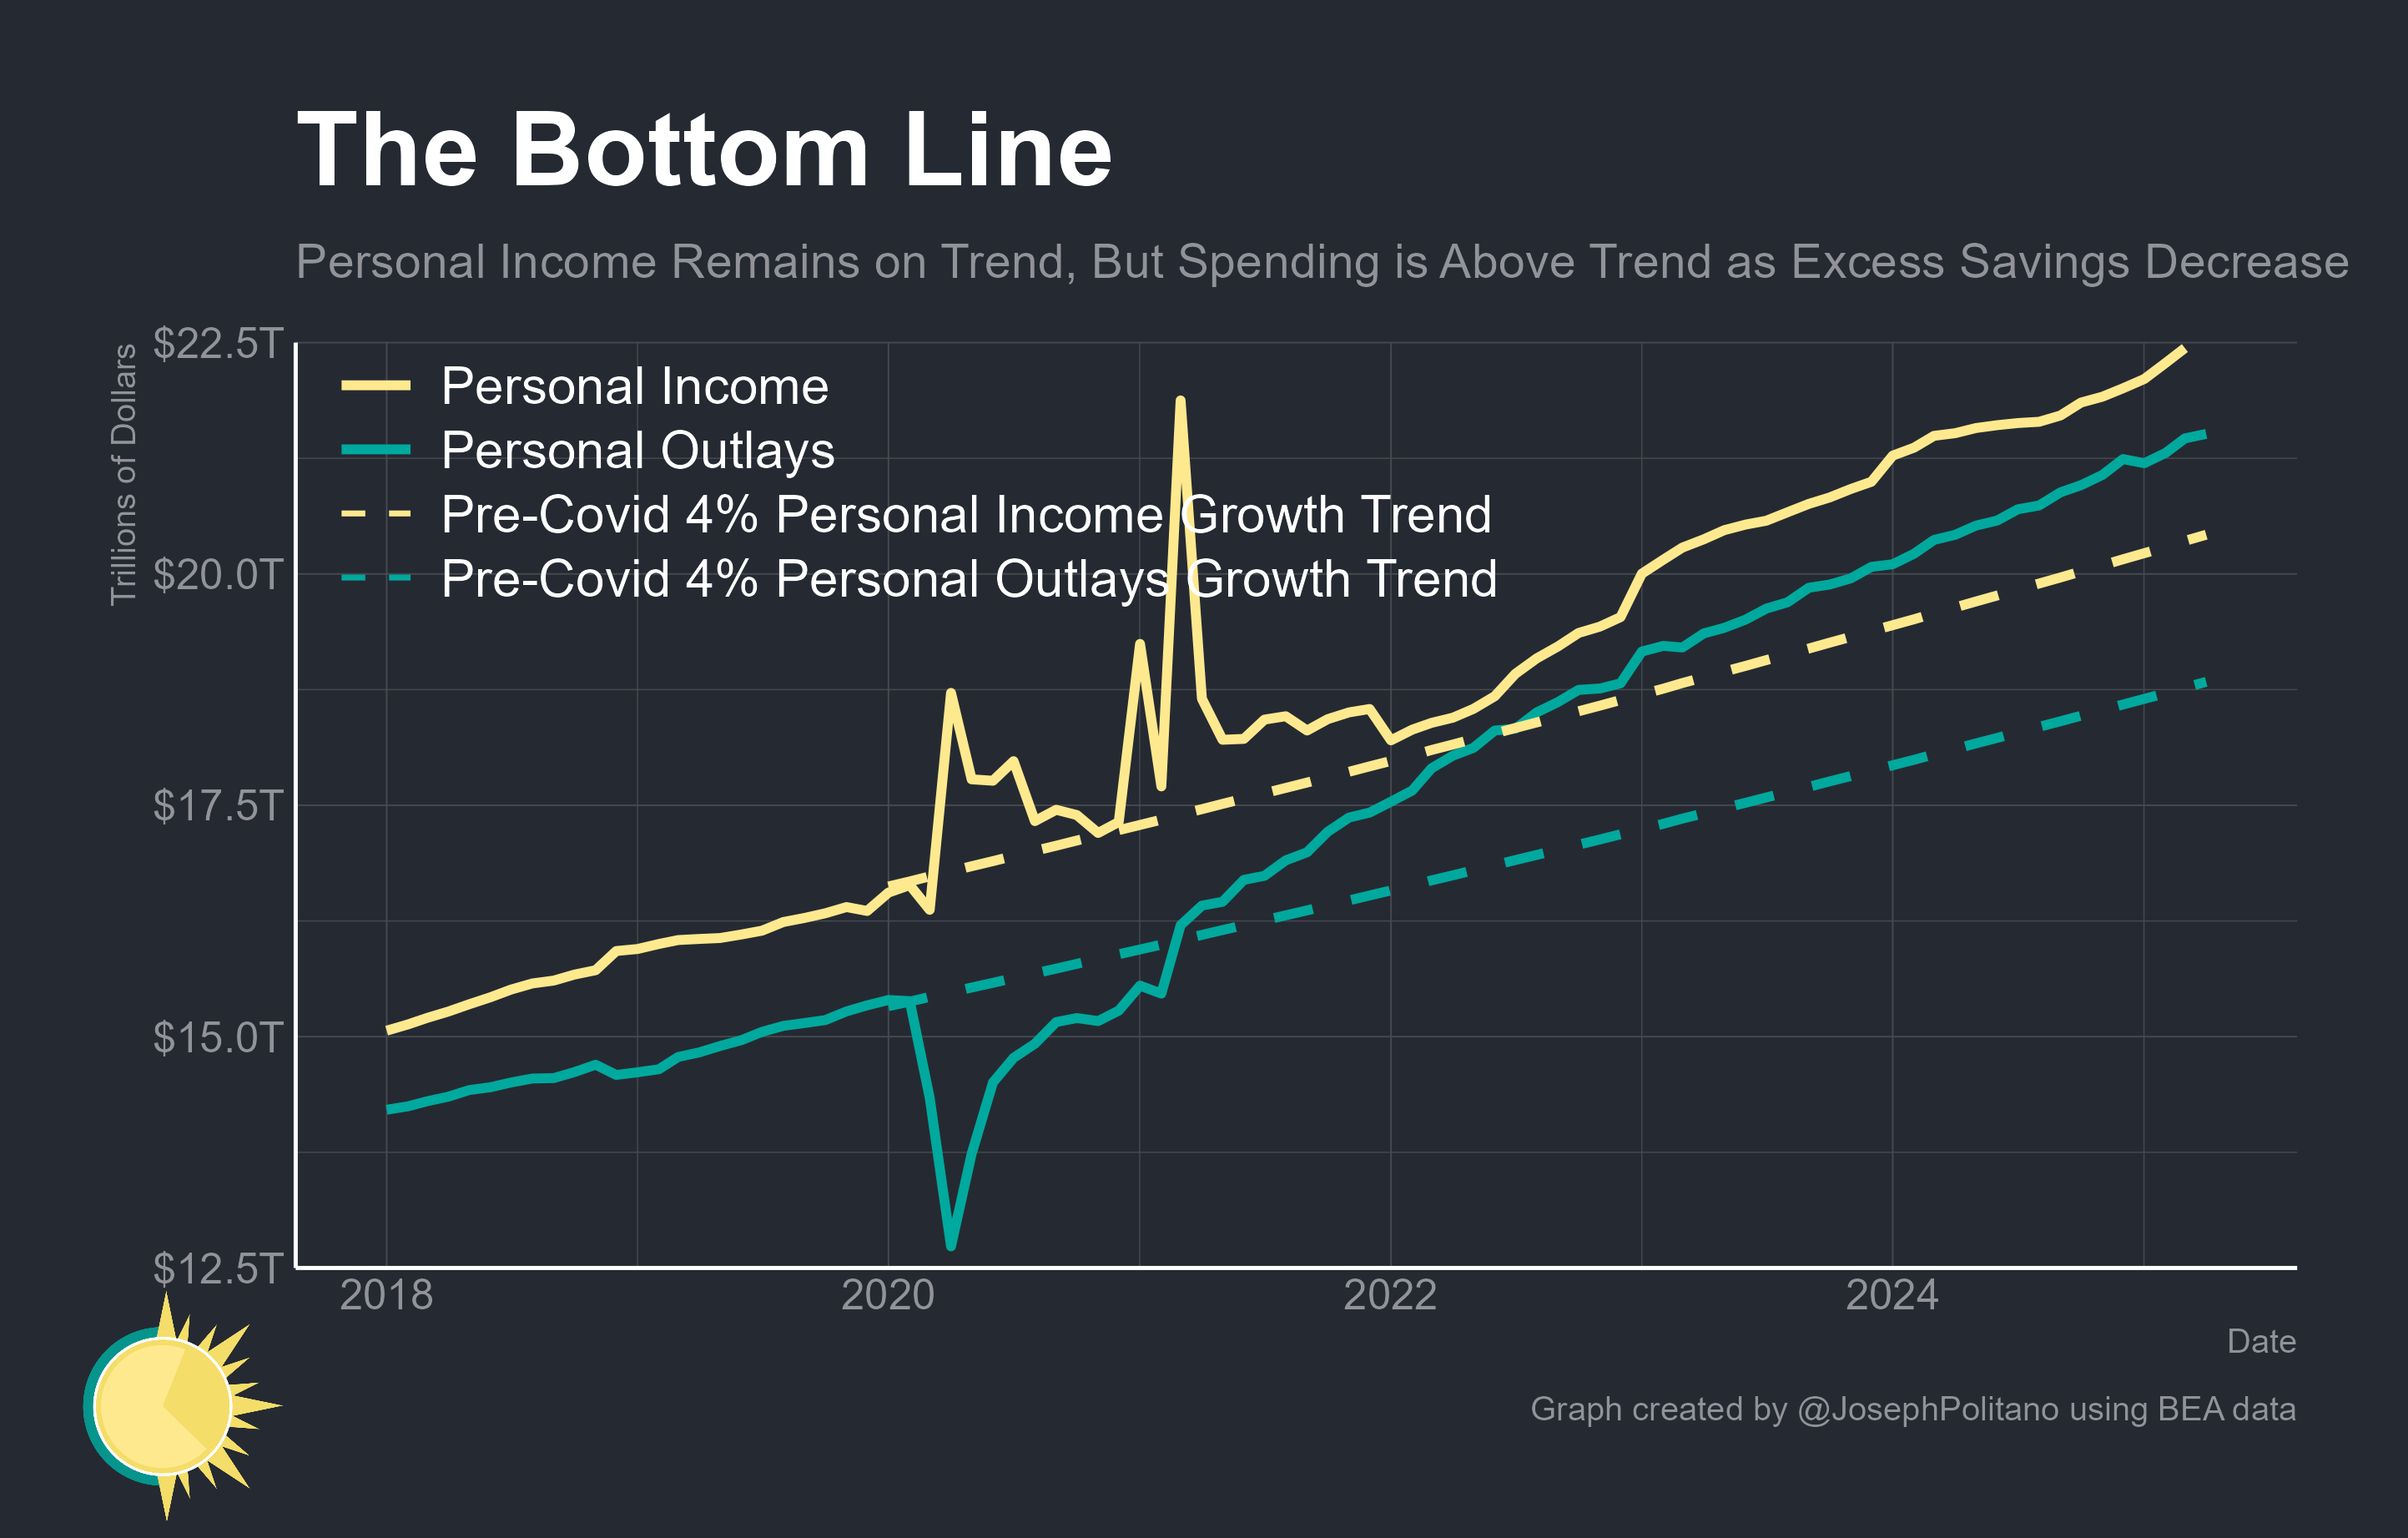 The Bottom Line
Personal Income Remains on Trend, But Spending is Above Trend as Excess Savings Decrease
Trillions of Dollars
$22.5T
$20.0T
$17.5T
$15.0T
$12.5T
Personal Income
Personal Outlays
Pre-Covid 4% Personal Income Growth Trend
Pre-Covid 4% Personal Outlays Growth Trend
2018
2020
2022
2024
Date
Graph created by @JosephPolitano using BEA data